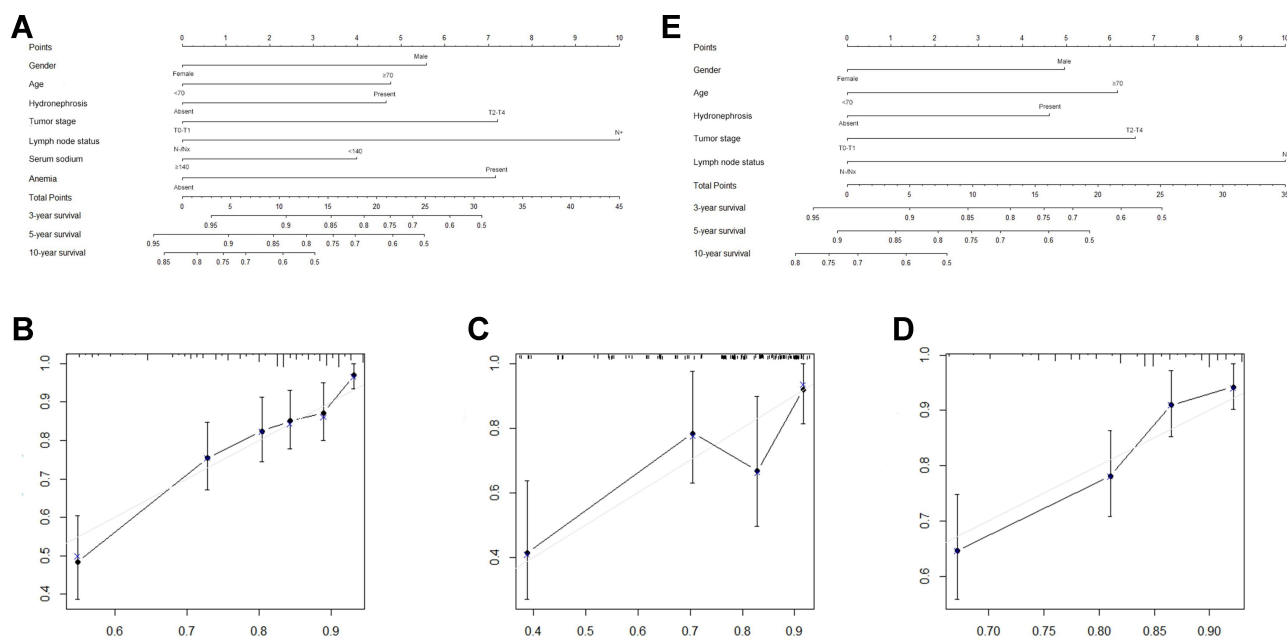 A
Points
0 1 2 3 4 5 6 7 8 9 10
Gender
Female Male
Age
<70 ≥70
Hydronephrosis
Absent Present
Tumor stage
T0-T1 T2-T4
Lymph node status
N-/Nx N+
Serum sodium
≥140 <140
Anemia
Absent Present
Total Points
0 5 10 15 20 25 30 35 40 45
3-year survival
0.95 0.9 0.85 0.8 0.75 0.7 0.6 0.5
5-year survival
0.95 0.9 0.85 0.8 0.75 0.7 0.6 0.5
10-year survival
0.85 0.8 0.75 0.7 0.6 0.5
E
Points
0 1 2 3 4 5 6 7 8 9 10
Gender
Female Male
Age
<70 ≥70
Hydronephrosis
Absent Present
Tumor stage
T0-T1 T2-T4
Lymph node status
N-/Nx N
Total Points
0 5 10 15 20 25 30 35
3-year survival
0.95 0.9 0.85 0.8 0.75 0.7 0.6 0.5
5-year survival
0.9 0.85 0.8 0.75 0.7 0.6 0.5
10-year survival
0.8 0.75 0.7 0.6 0.5
B
1.0
0.9
0.8
0.7
0.6
0.5
0.4
0.6 0.7 0.8 0.9
C
1.0
0.8
0.6
0.4
0.4 0.5 0.6 0.7 0.8 0.9
D
1.0
0.9
0.8
0.7
0.6
0.70 0.75 0.80 0.85 0.90